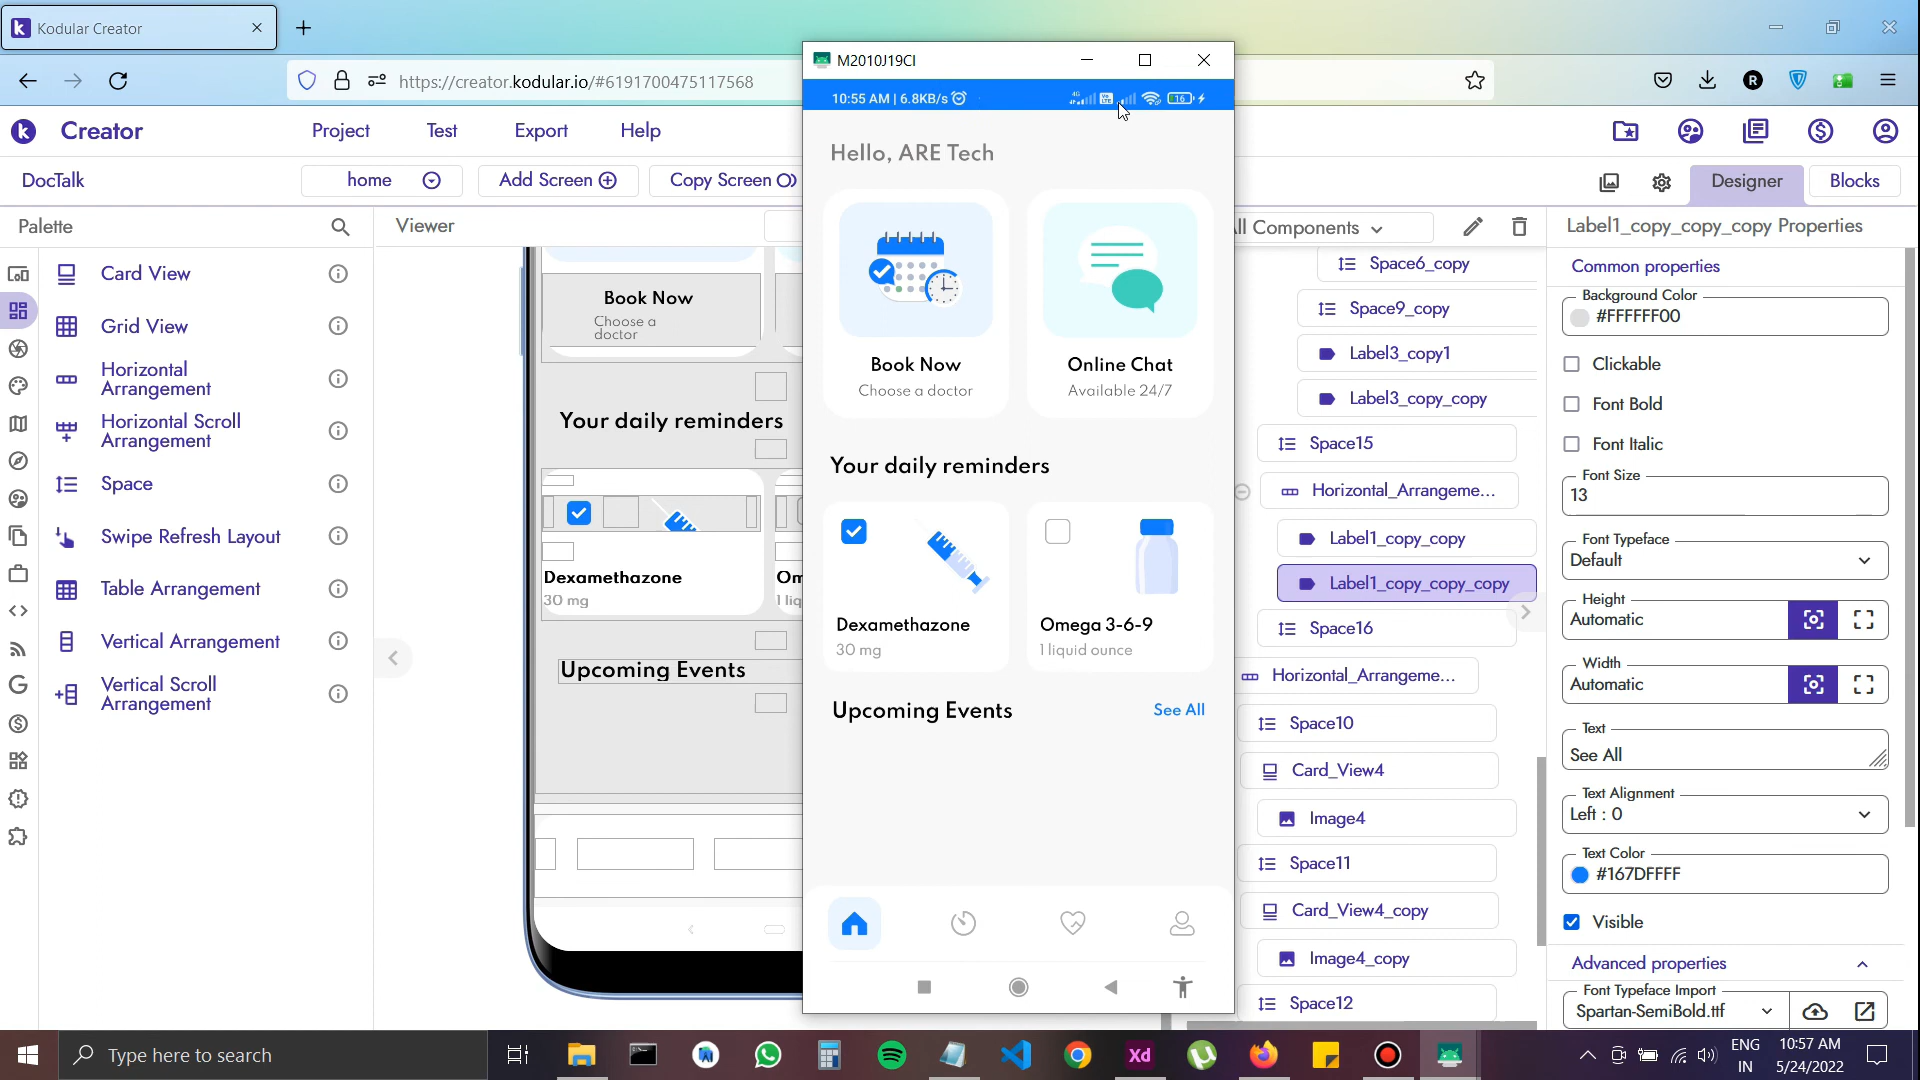 Kodular Creator
https://creator.kodular.io/#6191700475117568
Creator
Project
Test
Export
Help
DocTalk
home
Add Screen
Copy Screen
Designer
Blocks
Palette
Viewer
All Components
Label1_copy_copy_copy Properties
Card View
Grid View
Horizontal
Arrangement
Horizontal Scroll
Arrangement
Space
Swipe Refresh Layout
Table Arrangement
Vertical Arrangement
Vertical Scroll
Arrangement
Book Now
Choose a
doctor
Your daily reminders
Dexamethazone
30 mg
Om
1 liq
Upcoming Events
M2010J19CI
10:55 AM | 6.8KB/s
4G
16
Hello, ARE Tech
Book Now
Choose a doctor
Online Chat
Available 24/7
Your daily reminders
Dexamethazone
30 mg
Omega 3-6-9
1 liquid ounce
Upcoming Events
See All
Space6_copy
Space9_copy
Label3_copy1
Label3_copy_copy
Space15
Horizontal_Arrangeme...
Label1_copy_copy
Label1_copy_copy_copy
Space16
Horizontal_Arrangeme...
Space10
Card_View4
Image4
Space11
Card_View4_copy
Image4_copy
Space12
Common properties
Background Color
#FFFFFF00
Clickable
Font Bold
Font Italic
Font Size
13
Font Typeface
Default
Height
Automatic
Width
Automatic
Text
See All
Text Alignment
Left : 0
Text Color
#167DFFFF
Visible
Advanced properties
Font Typeface Import
Spartan-SemiBold.ttf
Type here to search
Xd
ENG
IN
10:57 AM
5/24/2022